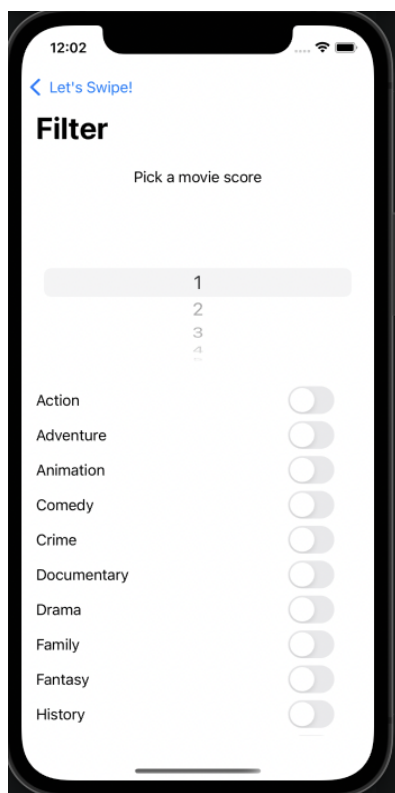 12:02
Let's Swipe!
Filter
Pick a movie score
1
2
3
4
Action
Adventure
Animation
Comedy
Crime
Documentary
Drama
Family
Fantasy
History